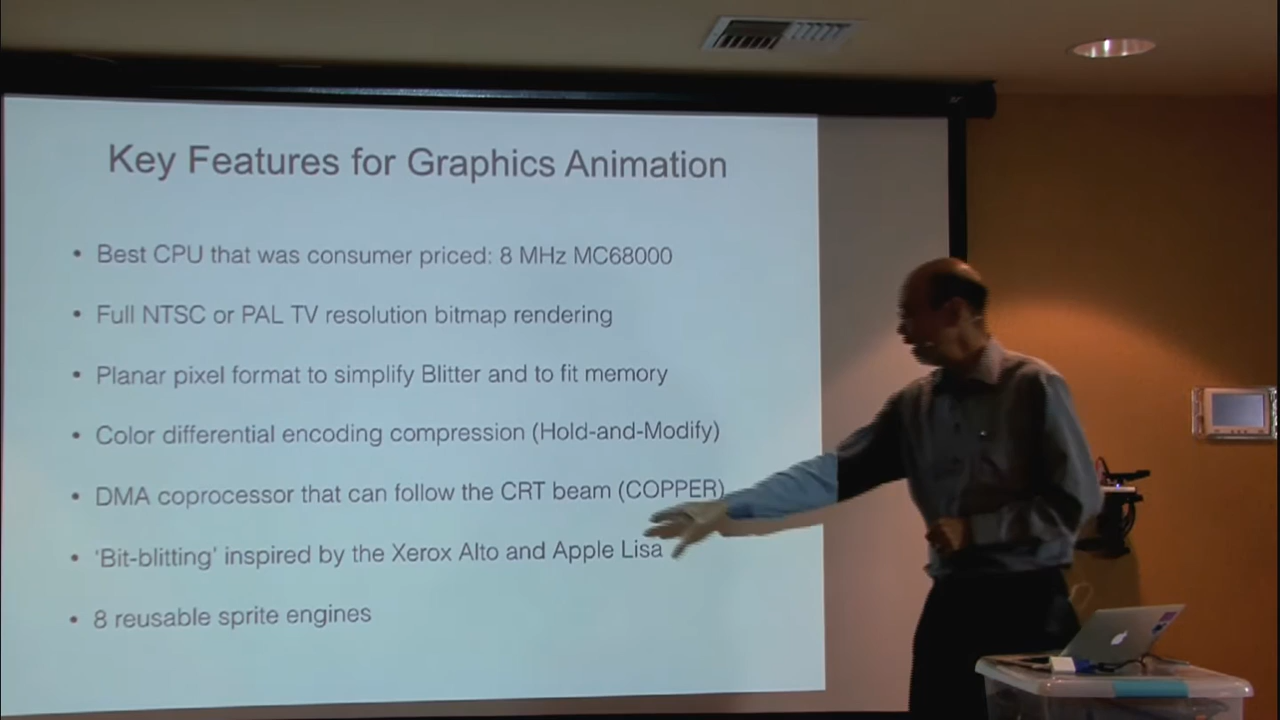 Key Features for Graphics Animation
• Best CPU that was consumer priced: 8 MHz MC68000
• Full NTSC or PAL TV resolution bitmap rendering
• Planar pixel format to simplify Blitter and to fit memory
• Color differential encoding compression (Hold-and-Modify)
• DMA coprocessor that can follow the CRT beam (COPPER)
• ‘Bit-blitting’ inspired by the Xerox Alto and Apple Lisa
• 8 reusable sprite engines